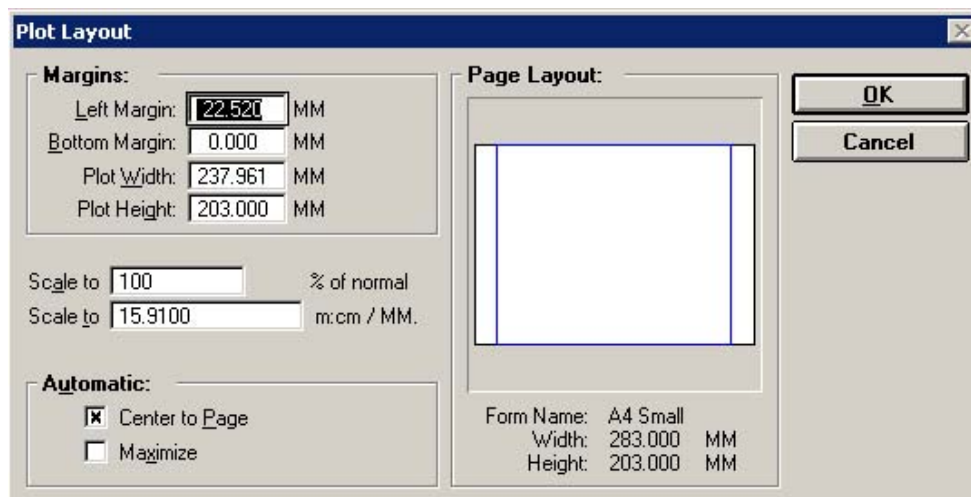 Plot Layout
Margins:
Left Margin: 22.520 MM
Bottom Margin: 0.000 MM
Plot Width: 237.961 MM
Plot Height: 203.000 MM
Scale to 100 % of normal
Scale to 15.9100 m:cm / MM.
Automatic:
Center to Page
Maximize
Page Layout:
Form Name: A4 Small
Width: 283.000 MM
Height: 203.000 MM
OK
Cancel